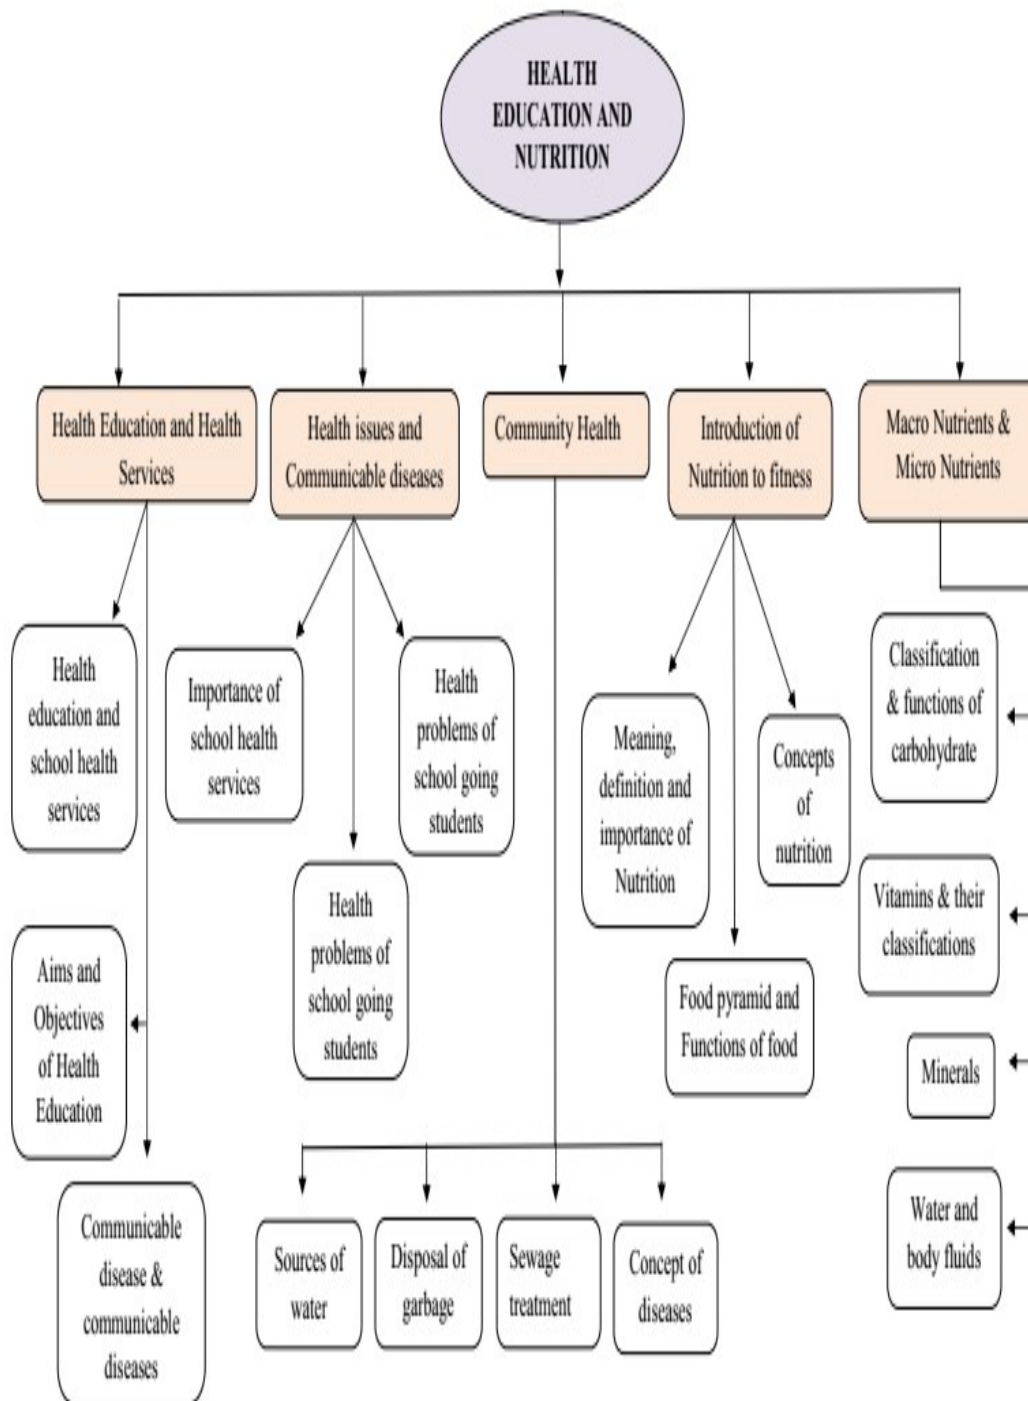 HEALTH
EDUCATION AND
NUTRITION
Health Education and Health
Services
Health issues and
Communicable diseases
Community Health
Introduction of
Nutrition to fitness
Macro Nutrients &
Micro Nutrients
Health
education and
school health
services
Importance of
school health
services
Health
problems of
school going
students
Meaning,
definition and
importance of
Nutrition
Concepts
of
nutrition
Classification
& functions of
carbohydrate
Health
problems of
school going
students
Vitamins & their
classifications
Aims and
Objectives
of Health
Education
Food pyramid and
Functions of food
Minerals
Communicable
disease &
communicable
diseases
Sources of
water
Disposal of
garbage
Sewage
treatment
Concept of
diseases
Water and
body fluids